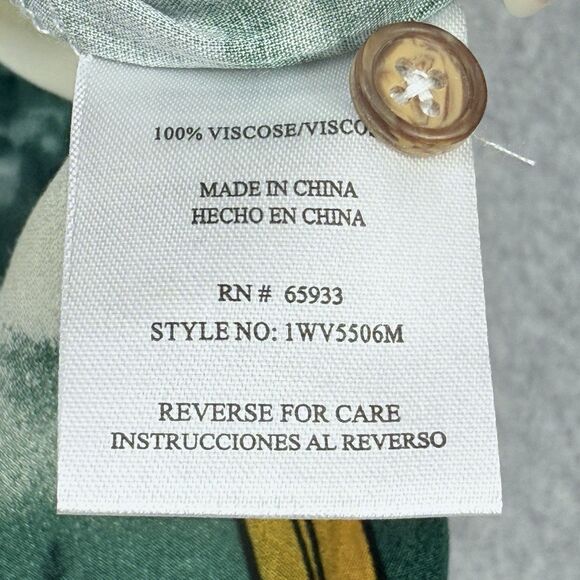 100% VISCOSE/VISCO
MADE IN CHINA
HECHO EN CHINA
RN # 65933
STYLE NO: 1WV5506M
REVERSE FOR CARE
INSTRUCCIONES AL REVERSO